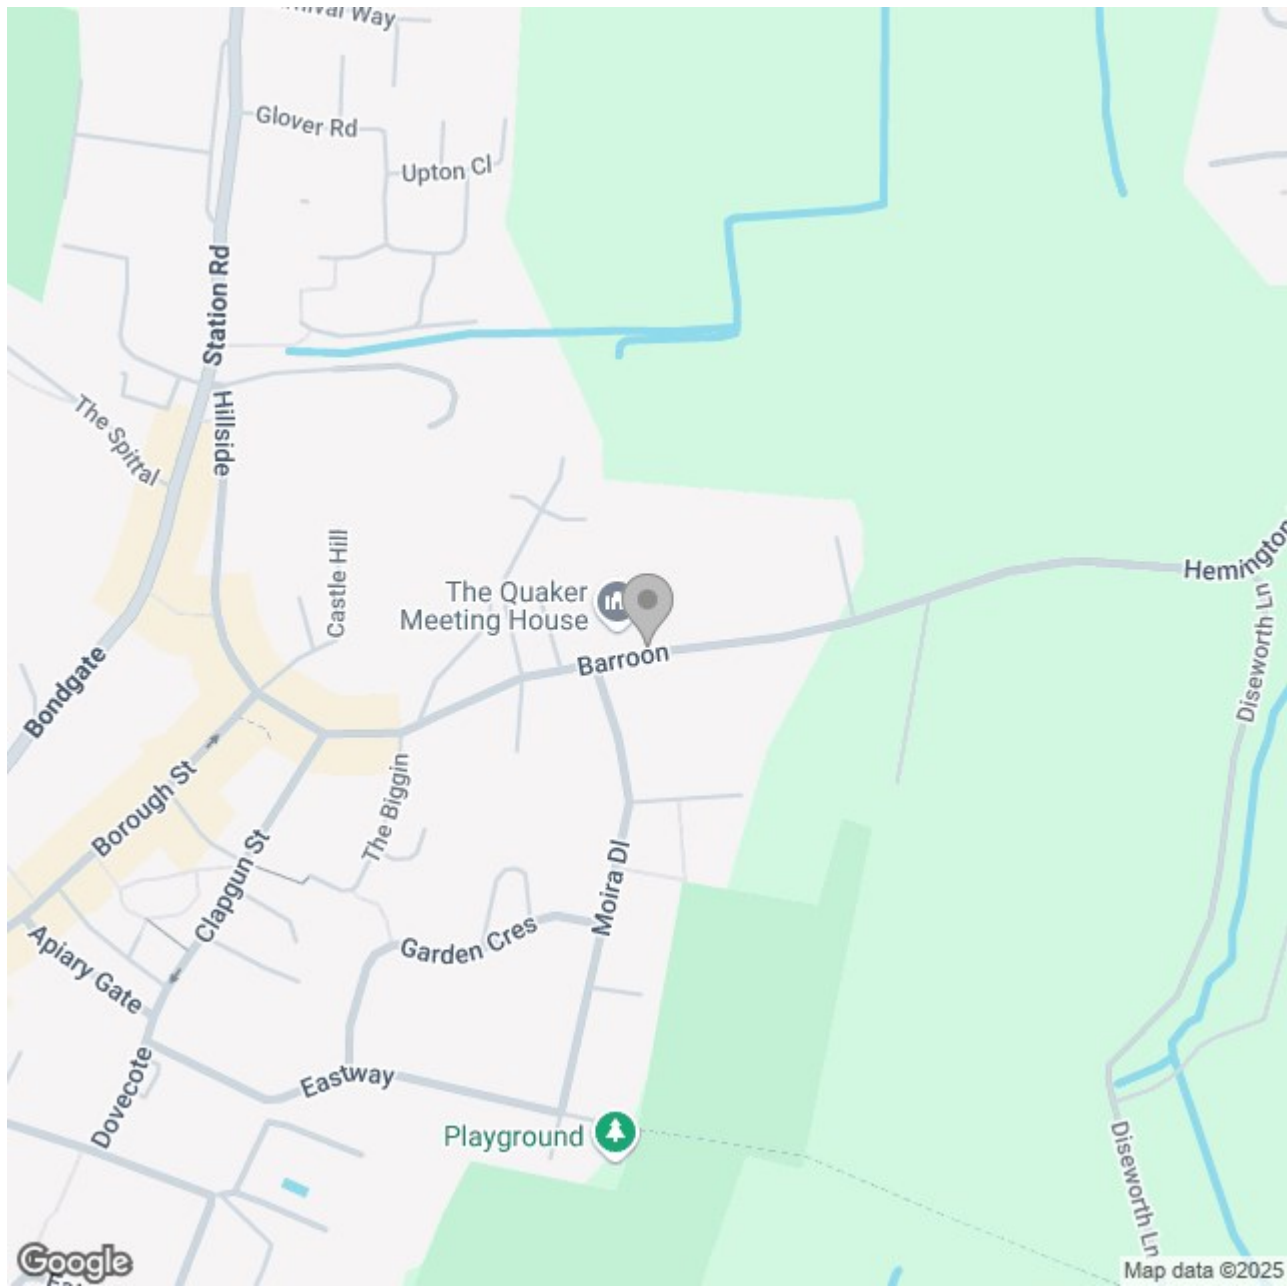 Glover Rd
Upton Cl
Station Rd
Hillside
The Spittal
Castle Hill
The Quaker
Meeting House
Hemington
Diseworth Ln
Barroon
Bondgate
Borough St
The Biggin
Clapgun St
Moira Dl
Garden Cres
Apiary Gate
Eastway
Dovecote
Playground
Diseworth Ln
Google
Map data ©2025